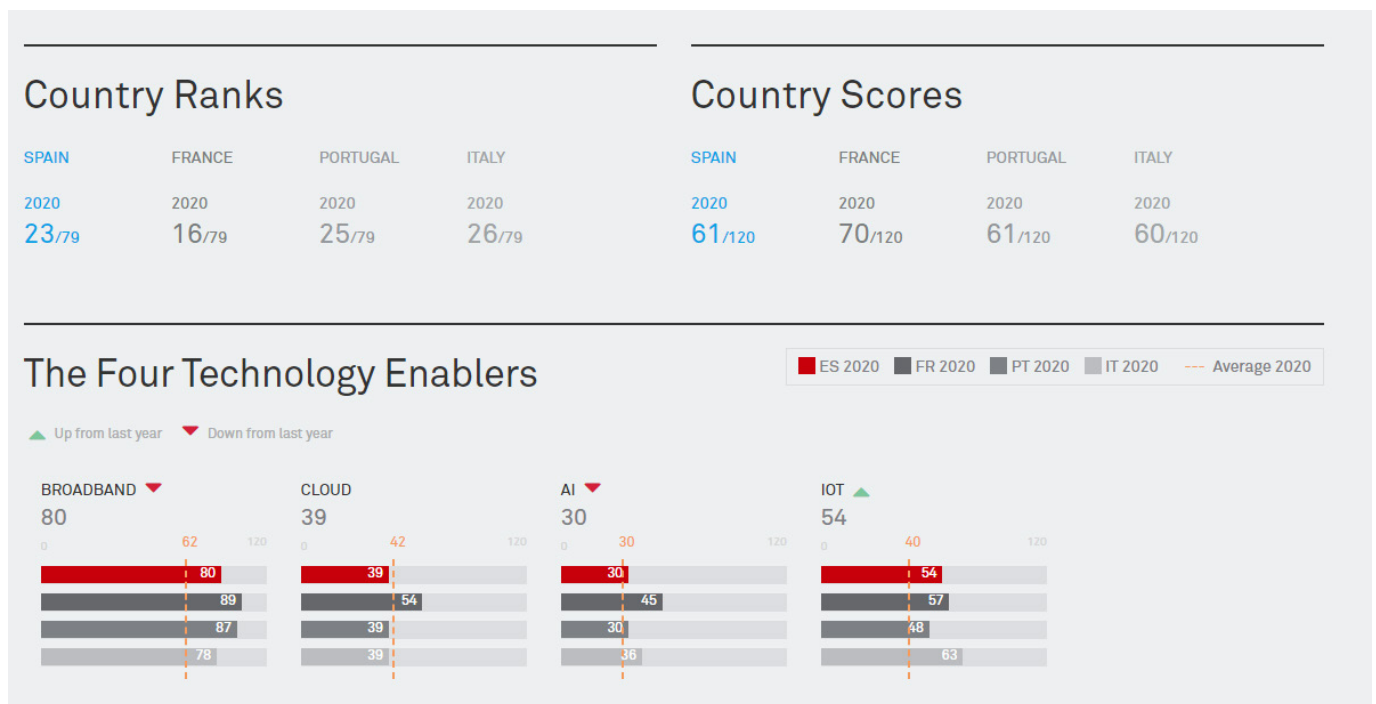 Country Ranks
SPAIN FRANCE PORTUGAL ITALY
2020 2020 2020 2020
23/79 16/79 25/79 26/79
Country Scores
SPAIN FRANCE PORTUGAL ITALY
2020 2020 2020 2020
61/120 70/120 61/120 60/120
The Four Technology Enablers
ES 2020 FR 2020 PT 2020 IT 2020 --- Average 2020
Up from last year Down from last year
BROADBAND
80
0 62 120
80
89
87
78
CLOUD
39
0 42 120
39
54
39
39
AI
30
0 30 120
30
45
30
36
IOT
54
0 40 120
54
57
48
63